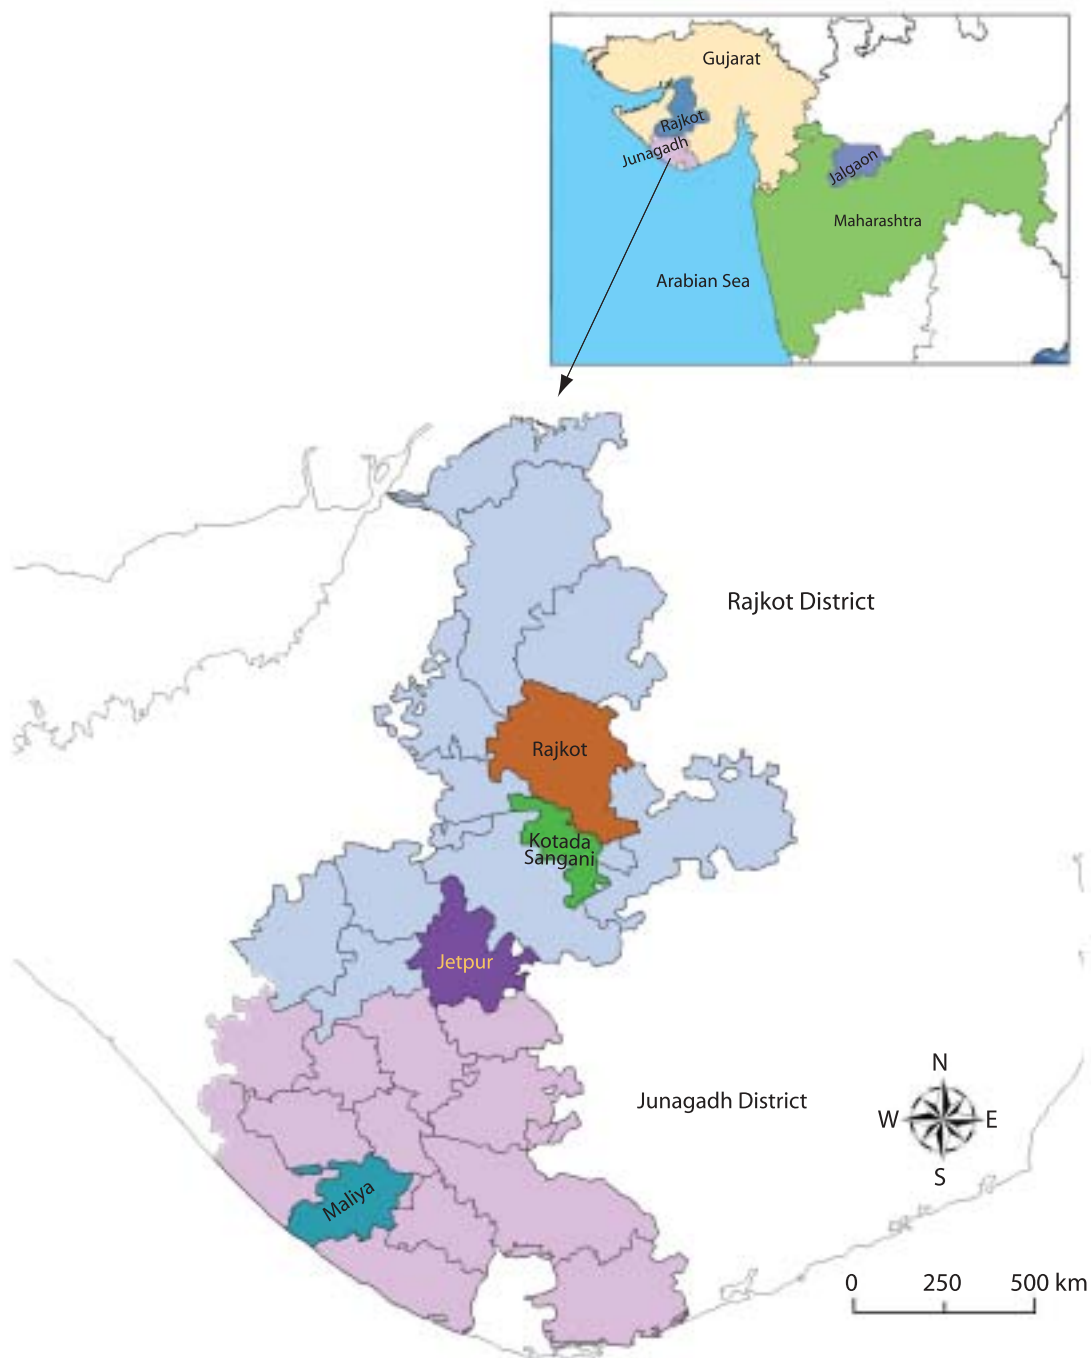 Gujarat
Rajkot
Junagadh
Jalgaon
Maharashtra
Arabian Sea
Rajkot District
Rajkot
Kotada
Sangani
Jetpur
Junagadh District
N
W
E
S
Maliya
0 250 500 km